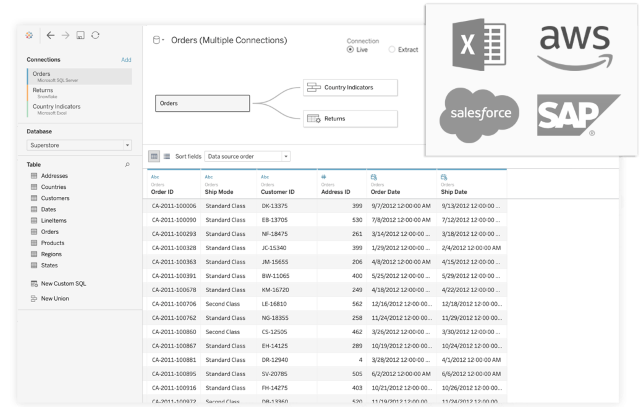 Connections Add
Orders
Microsoft SQL Server
Returns
Snowflake
Country Indicators
Microsoft Excel
Database
Superstore
Table
Addresses
Countries
Customers
Dates
LineItems
Orders
Products
Regions
States
New Custom SQL
New Union
Orders (Multiple Connections)
Connection
Live Extract
Orders
Country Indicators
Returns
X
aws
salesforce
SAP
Sort fields Data source order
Abc Abc Abc
Orders Orders Orders Orders Orders Orders
Order ID Ship Mode Customer ID Address ID Order Date Ship Date
CA-2011-100006 Standard Class DK-13375 399 9/7/2012 12:00:00 AM 9/13/2012 12:00:00 ...
CA-2011-100090 Standard Class EB-13705 530 7/8/2012 12:00:00 AM 7/12/2012 12:00:00 ...
CA-2011-100293 Standard Class NF-18475 261 3/14/2012 12:00:00 ... 3/18/2012 12:00:00 ...
CA-2011-100328 Standard Class JC-15340 399 1/29/2012 12:00:00 ... 2/4/2012 12:00:00 AM
CA-2011-100363 Standard Class JM-15655 206 4/8/2012 12:00:00 AM 4/15/2012 12:00:00 ...
CA-2011-100391 Standard Class BW-11065 400 5/25/2012 12:00:00 ... 5/29/2012 12:00:00 ...
CA-2011-100678 Standard Class KM-16720 249 4/18/2012 12:00:00 ... 4/22/2012 12:00:00 ...
CA-2011-100706 Second Class LE-16810 562 12/16/2012 12:00:00... 12/18/2012 12:00:00...
CA-2011-100762 Standard Class NG-18355 258 11/24/2012 12:00:00... 11/29/2012 12:00:00...
CA-2011-100860 Second Class CS-12505 462 3/26/2012 12:00:00 ... 3/30/2012 12:00:00 ...
CA-2011-100867 Standard Class EH-14125 289 10/19/2012 12:00:00... 10/24/2012 12:00:00...
CA-2011-100881 Standard Class DR-12940 4 3/28/2012 12:00:00 ... 4/1/2012 12:00:00 AM
CA-2011-100895 Standard Class SV-20785 505 6/2/2012 12:00:00 AM 6/6/2012 12:00:00 AM
CA-2011-100916 Standard Class FH-14275 403 10/21/2012 12:00:00... 10/26/2012 12:00:00...
CA-2011-100972 Second Class DB-13360 520 11/19/2012 12:00:00... 11/24/2012 12:00:00...